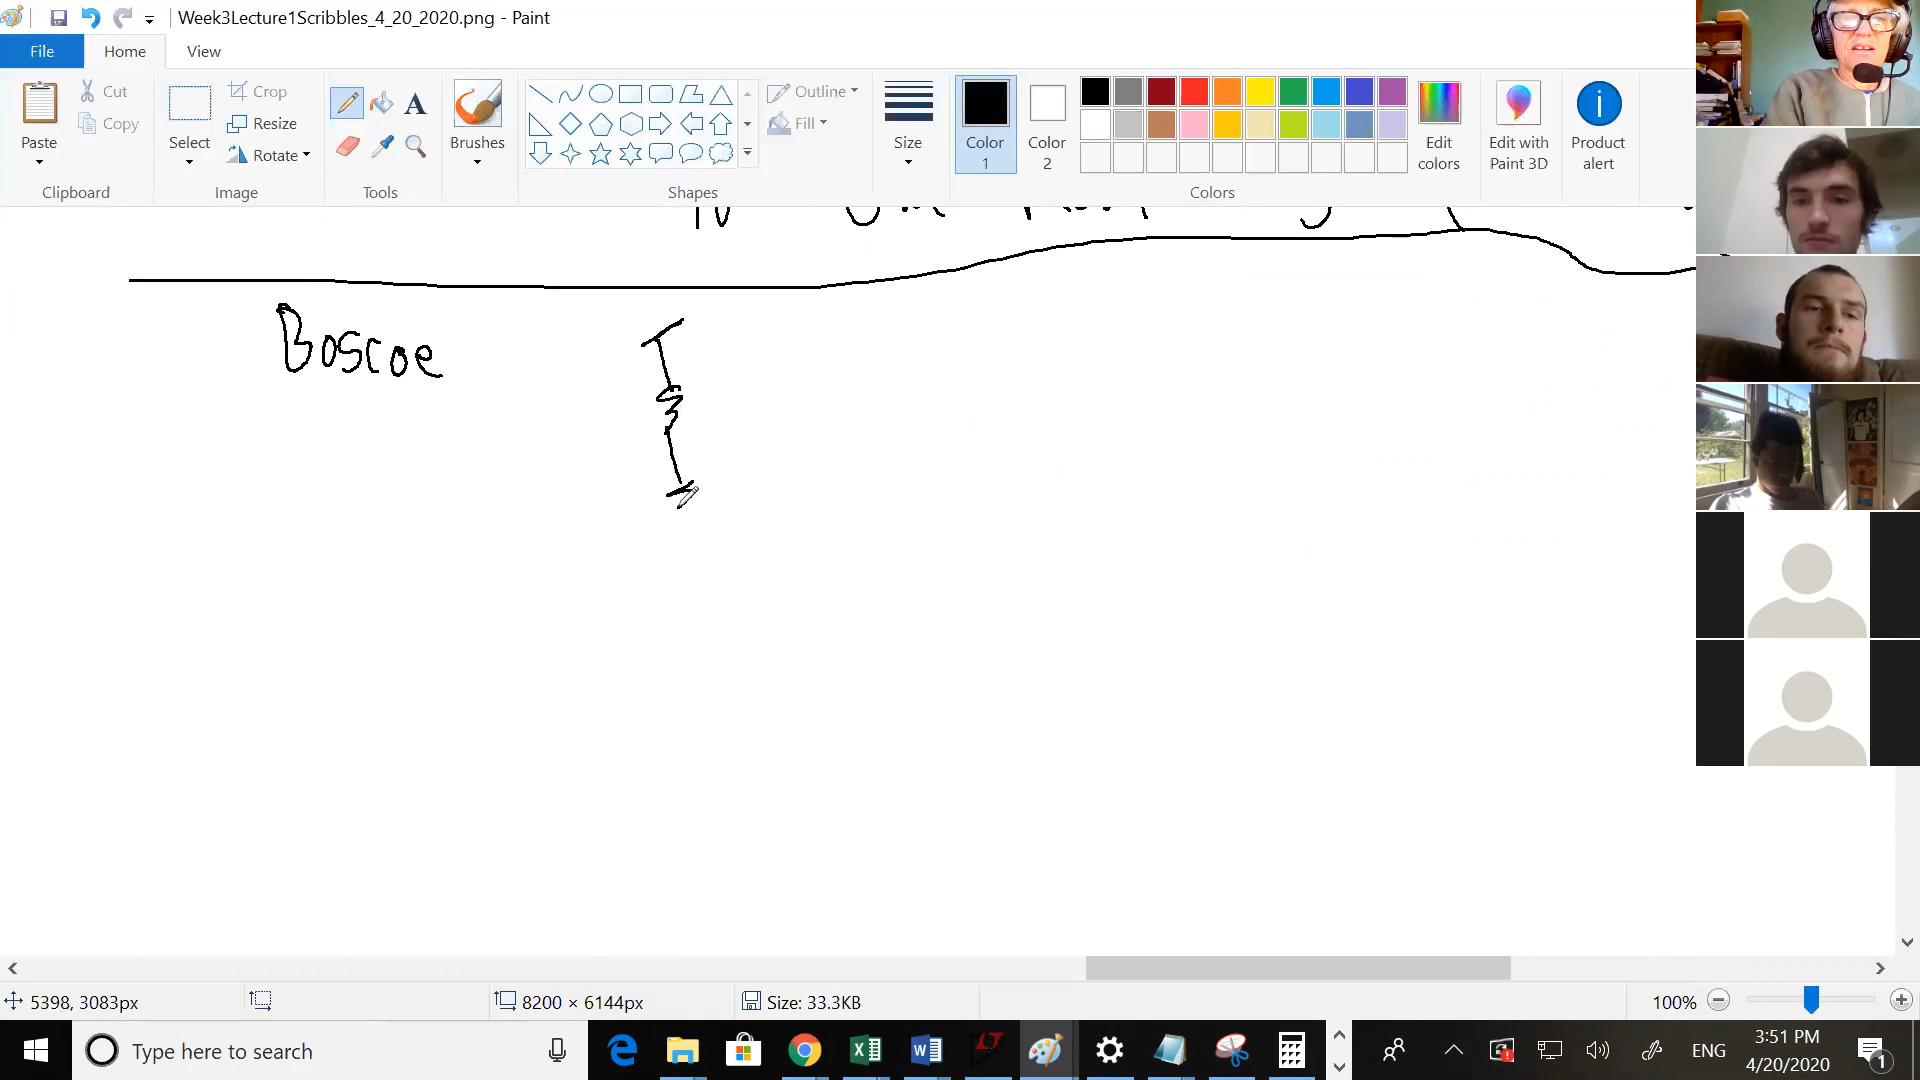 Week3Lecture1Scribbles_4_20_2020.png - Paint
File Home View
Paste
Cut
Copy
Clipboard
Select
Crop
Resize
Rotate
Image
A
Tools
Brushes
Outline
Fill
Shapes
Size
Color 1
Color 2
Edit colors
Colors
Edit with Paint 3D
Product alert
Boscoe
5398, 3083px
8200 × 6144px
Size: 33.3KB
100%
Type here to search
ENG
3:51 PM
4/20/2020
1